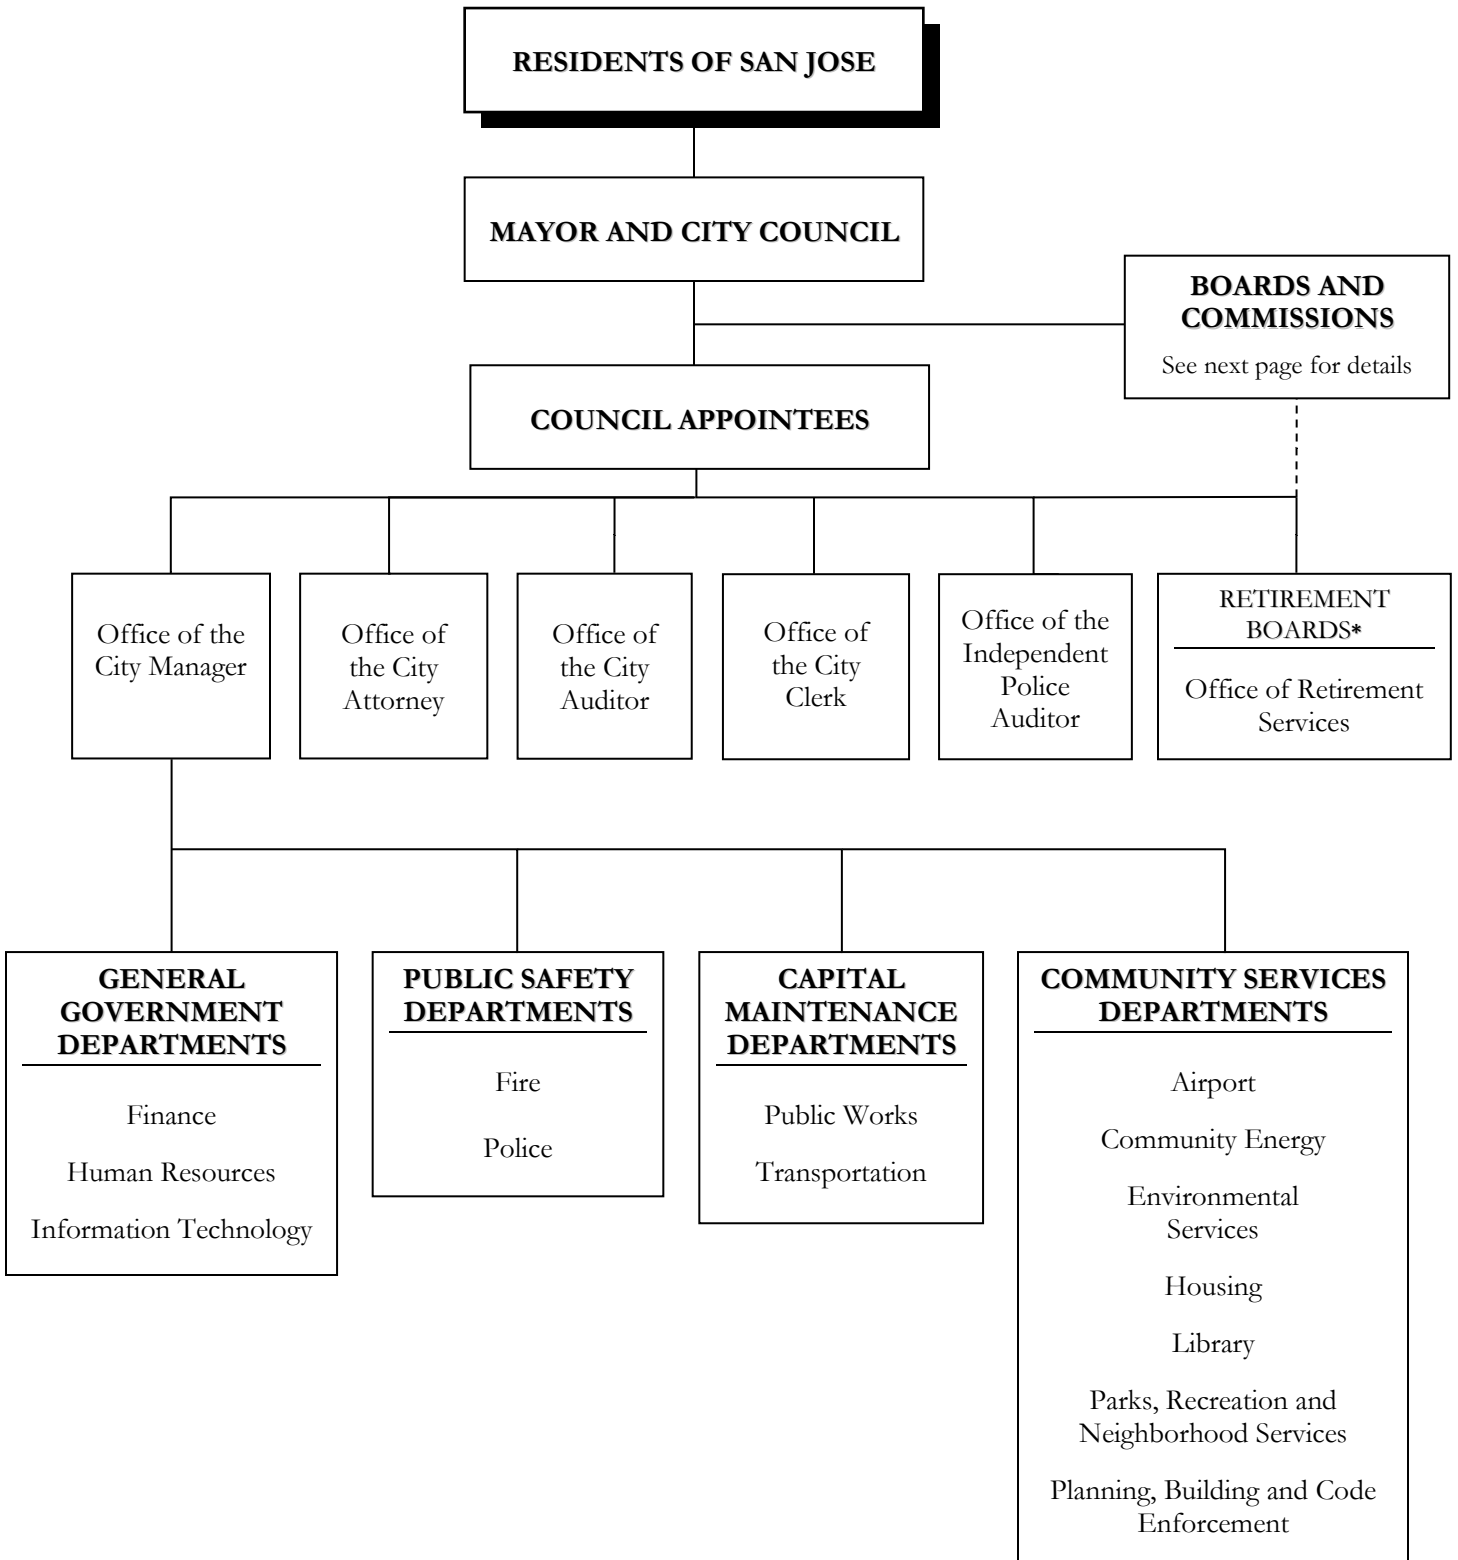 RESIDENTS OF SAN JOSE
MAYOR AND CITY COUNCIL
BOARDS AND
COMMISSIONS
See next page for details
COUNCIL APPOINTEES
Office of the
City Manager
Office of
the City
Attorney
Office of
the City
Auditor
Office of
the City
Clerk
Office of the
Independent
Police
Auditor
RETIREMENT
BOARDS*
Office of Retirement
Services
GENERAL
GOVERNMENT
DEPARTMENTS
Finance
Human Resources
Information Technology
PUBLIC SAFETY
DEPARTMENTS
Fire
Police
CAPITAL
MAINTENANCE
DEPARTMENTS
Public Works
Transportation
COMMUNITY SERVICES
DEPARTMENTS
Airport
Community Energy
Environmental
Services
Housing
Library
Parks, Recreation and
Neighborhood Services
Planning, Building and Code
Enforcement